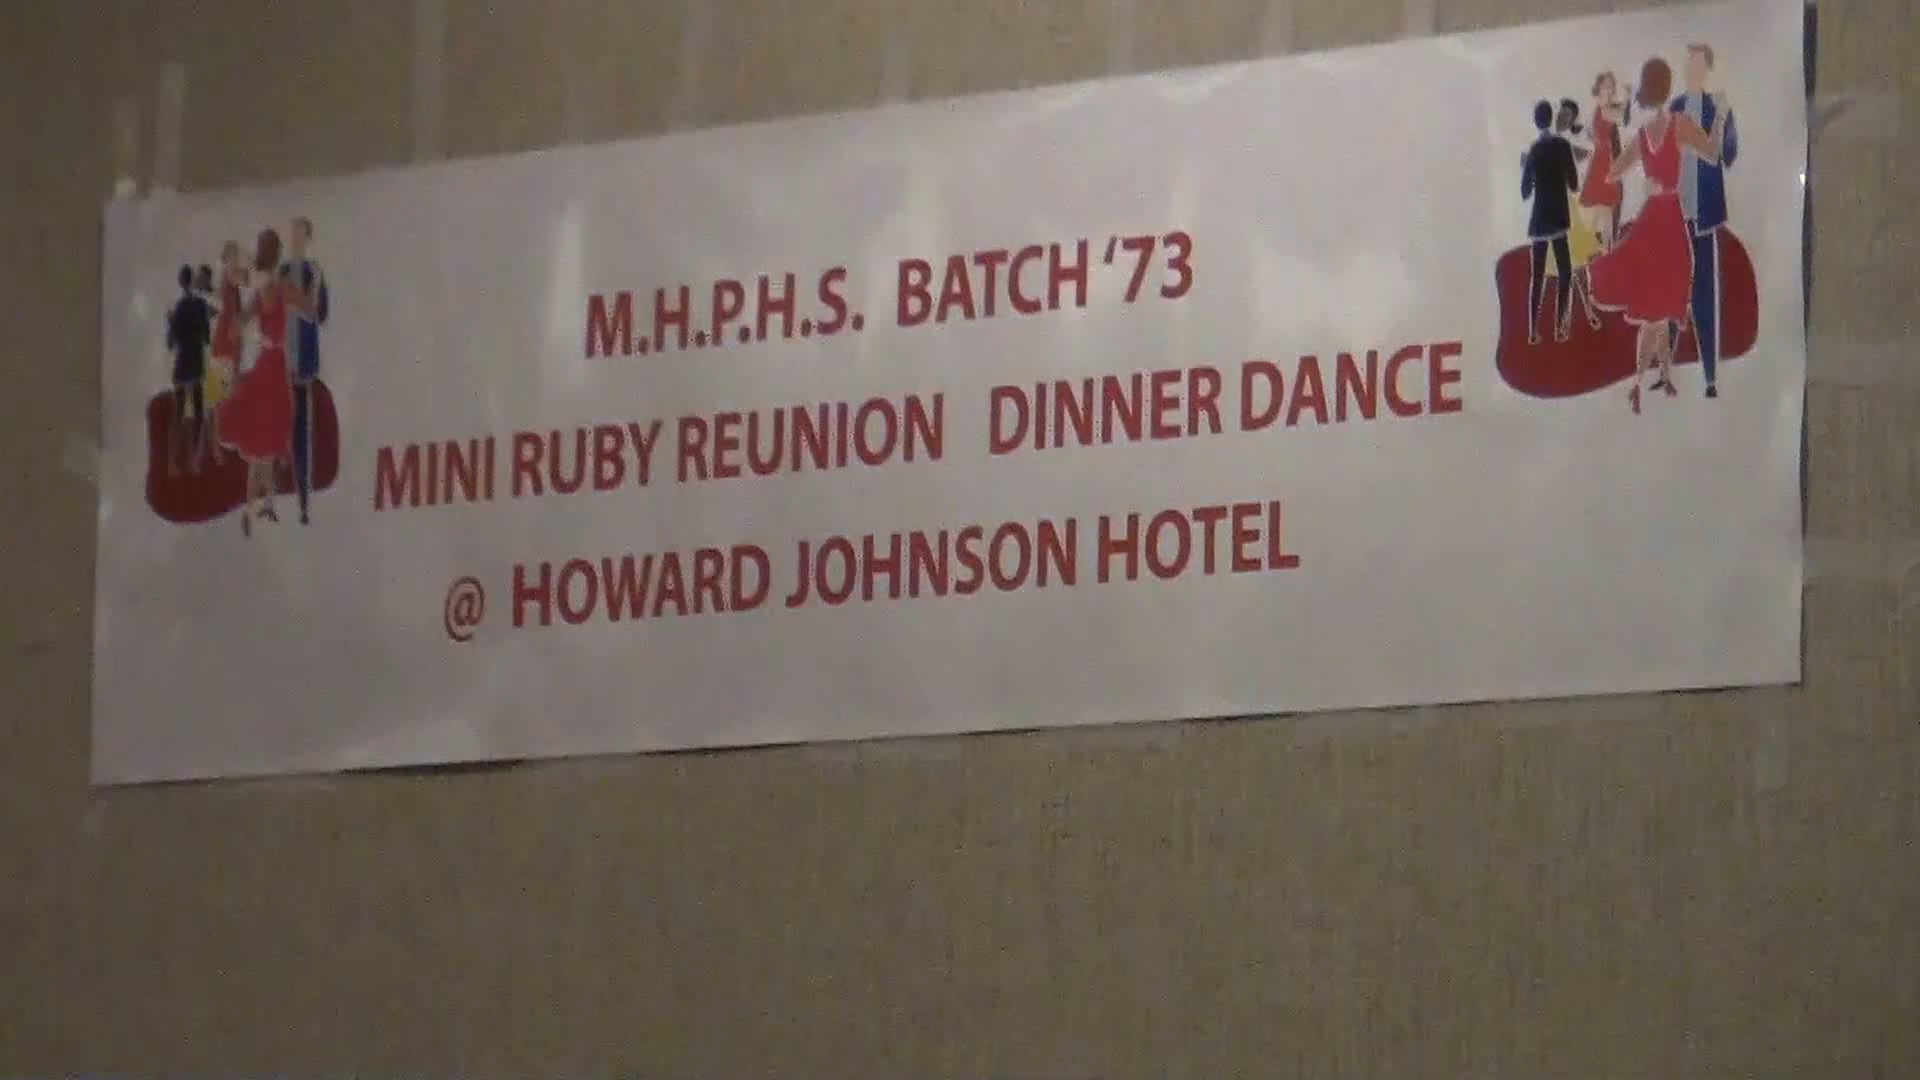 M.H.P.H.S. BATCH '73
MINI RUBY REUNION DINNER DANCE
@ HOWARD JOHNSON HOTEL